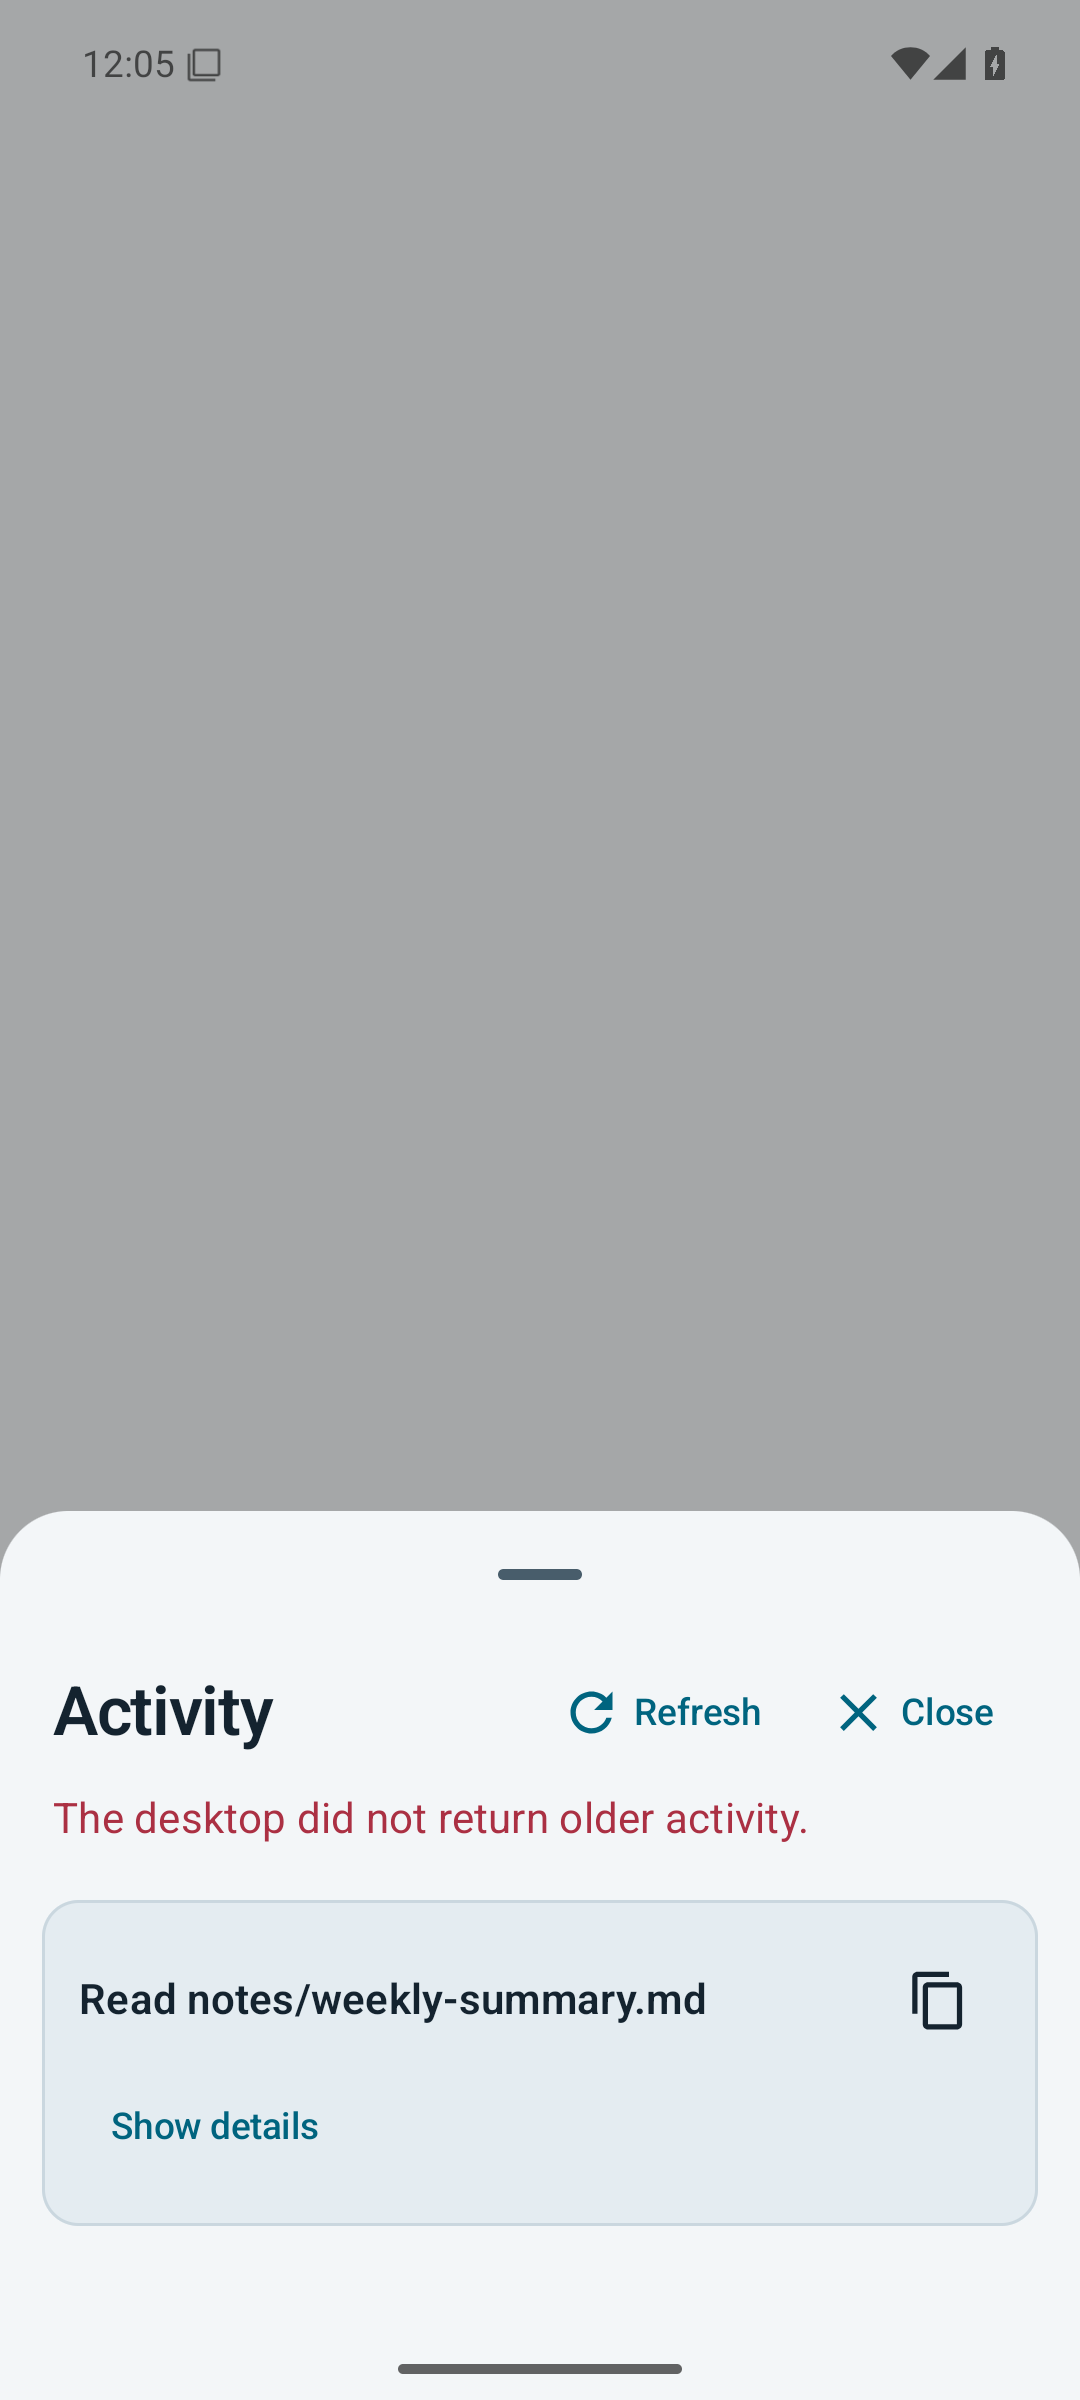 12:05
Activity
Refresh
Close
The desktop did not return older activity.
Read notes/weekly-summary.md
Show details